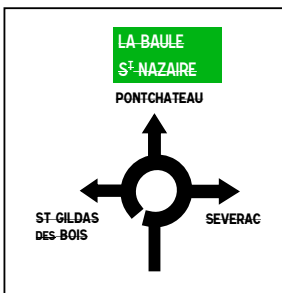 LA BAULE
Sᵀ NAZAIRE
PONTCHATEAU
ST GILDAS
DES BOIS
SEVERAC